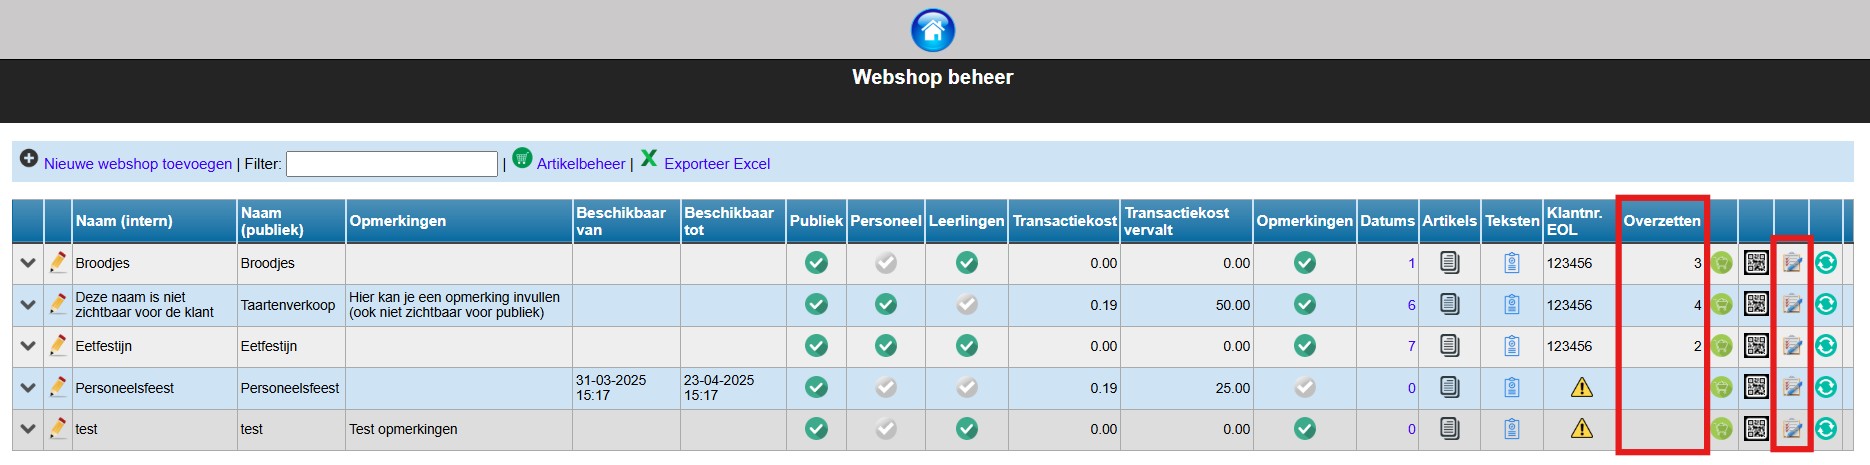 Webshop beheer
Nieuwe webshop toevoegen | Filter: | Artikelbeheer | Exporteer Excel
Naam (intern) Naam (publiek) Opmerkingen Beschikbaar van Beschikbaar tot Publiek Personeel Leerlingen Transactiekost Transactiekost vervalt Opmerkingen Datums Artikels Teksten Klantnr. EOL Overzetten
Broodjes Broodjes 0.00 0.00 1 123456 3
Deze naam is niet zichtbaar voor de klant Taartenverkoop Hier kan je een opmerking invullen (ook niet zichtbaar voor publiek) 0.19 50.00 6 123456 4
Eetfestijn Eetfestijn 0.00 0.00 7 123456 2
Personeelsfeest Personeelsfeest 31-03-2025 15:17 23-04-2025 15:17 0.19 25.00 0
test test Test opmerkingen 0.00 0.00 0